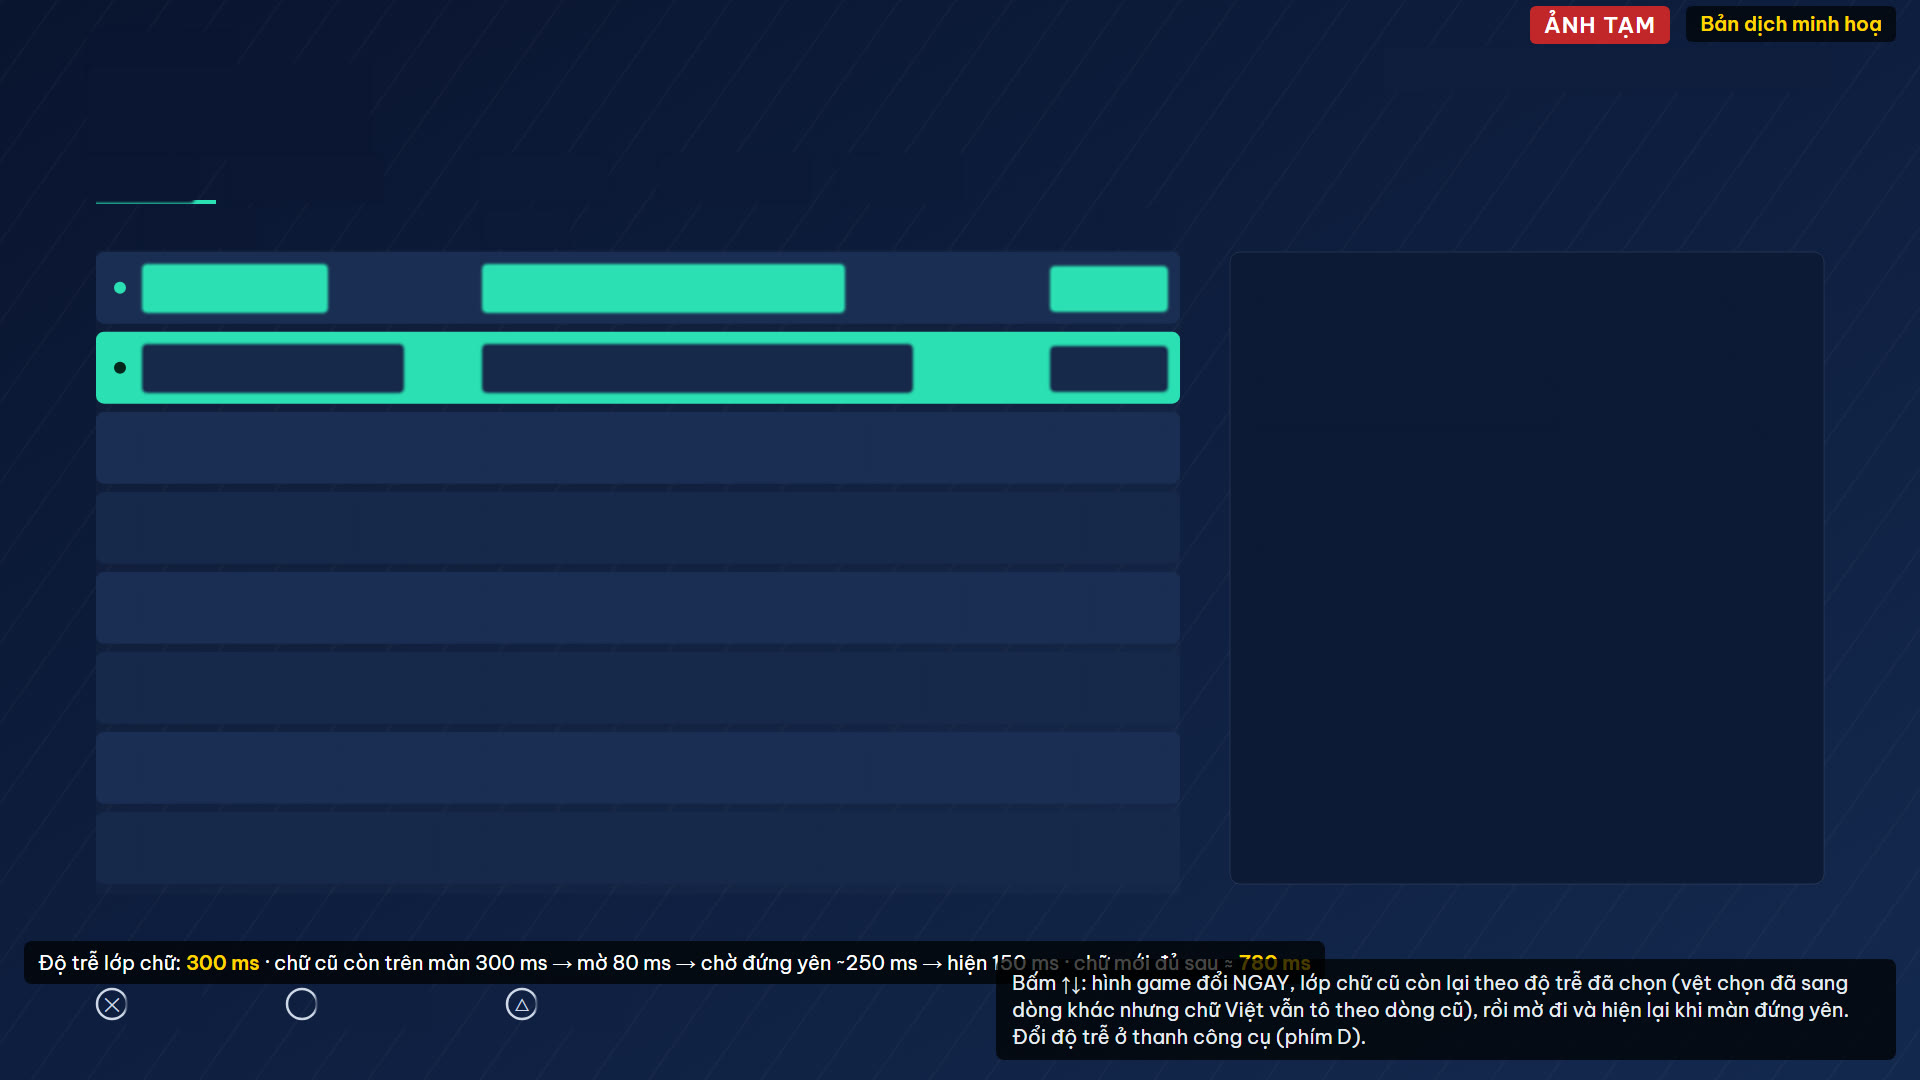 ẢNH TẠM
Bản dịch minh hoạ
Độ trễ lớp chữ: 300 ms · chữ cũ còn trên màn 300 ms → mờ 80 ms → chờ đứng yên ~250 ms → hiện 150 ms · chữ mới đủ sau ≈ 780 ms
Bấm ↑↓: hình game đổi NGAY, lớp chữ cũ còn lại theo độ trễ đã chọn (vệt chọn đã sang
dòng khác nhưng chữ Việt vẫn tô theo dòng cũ), rồi mờ đi và hiện lại khi màn đứng yên.
Đổi độ trễ ở thanh công cụ (phím D).